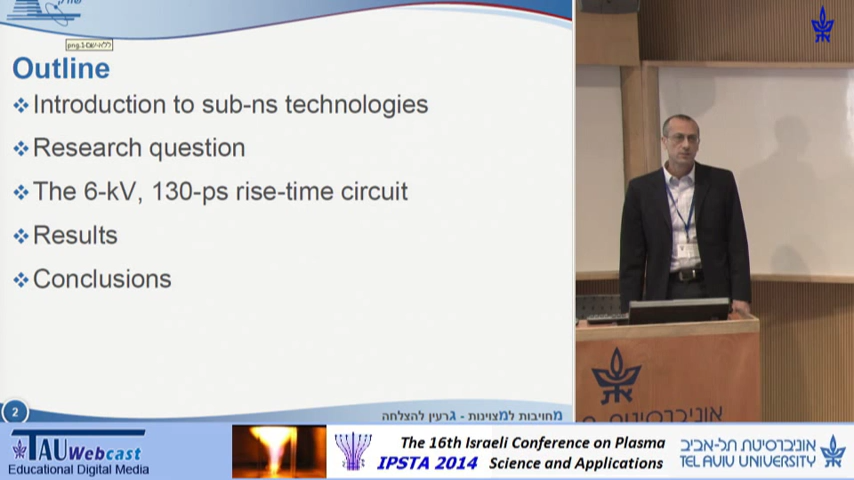 Outline
Introduction to sub-ns technologies
Research question
The 6-kV, 130-ps rise-time circuit
Results
Conclusions
2
מחויבות למצוינות - גרעין להצלחה
אוניברסיטת
TAU Webcast
Educational Digital Media
The 16th Israeli Conference on Plasma
IPSTA 2014 Science and Applications
אוניברסיטת תל-אביב
TEL AVIV UNIVERSITY